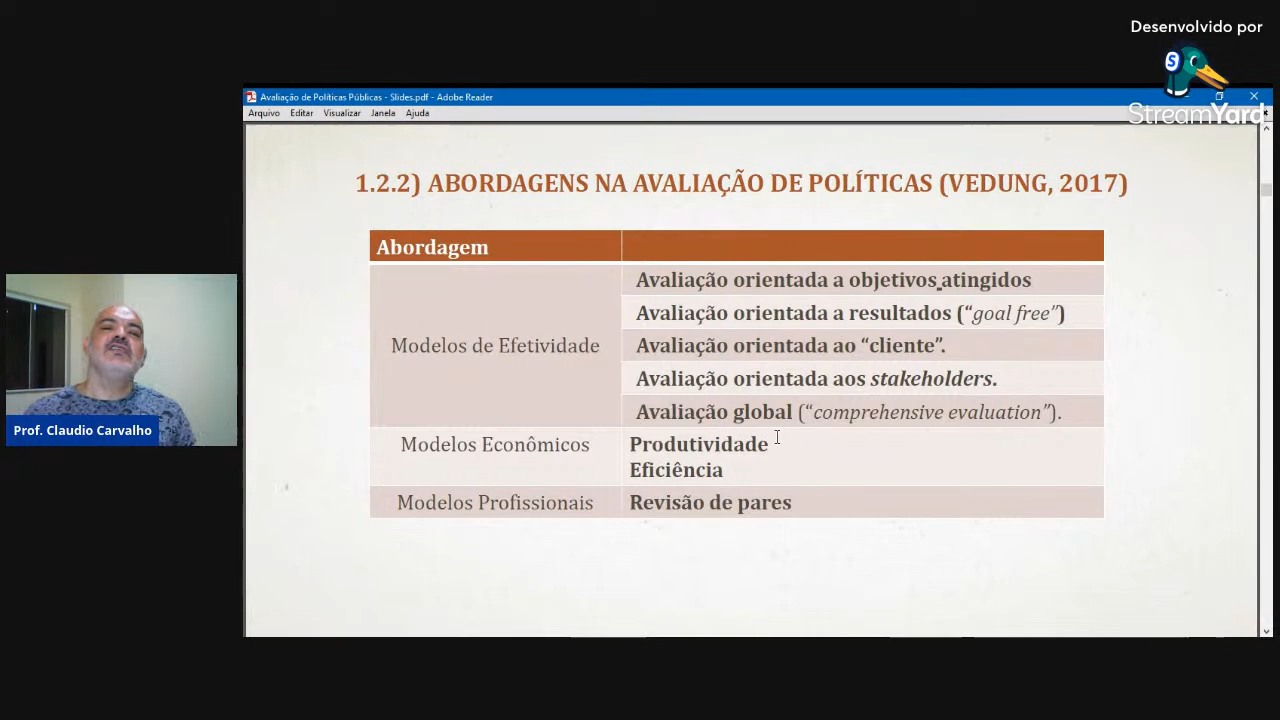 Desenvolvido por
S
StreamYard
Avaliação de Políticas Públicas - Slides.pdf - Adobe Reader
Arquivo Editar Visualizar Janela Ajuda
1.2.2) ABORDAGENS NA AVALIAÇÃO DE POLÍTICAS (VEDUNG, 2017)
Abordagem
Modelos de Efetividade
Avaliação orientada a objetivos atingidos
Avaliação orientada a resultados (“goal free”)
Avaliação orientada ao “cliente”.
Avaliação orientada aos stakeholders.
Avaliação global (“comprehensive evaluation”).
Modelos Econômicos
Produtividade
Eficiência
Modelos Profissionais
Revisão de pares
Prof. Claudio Carvalho